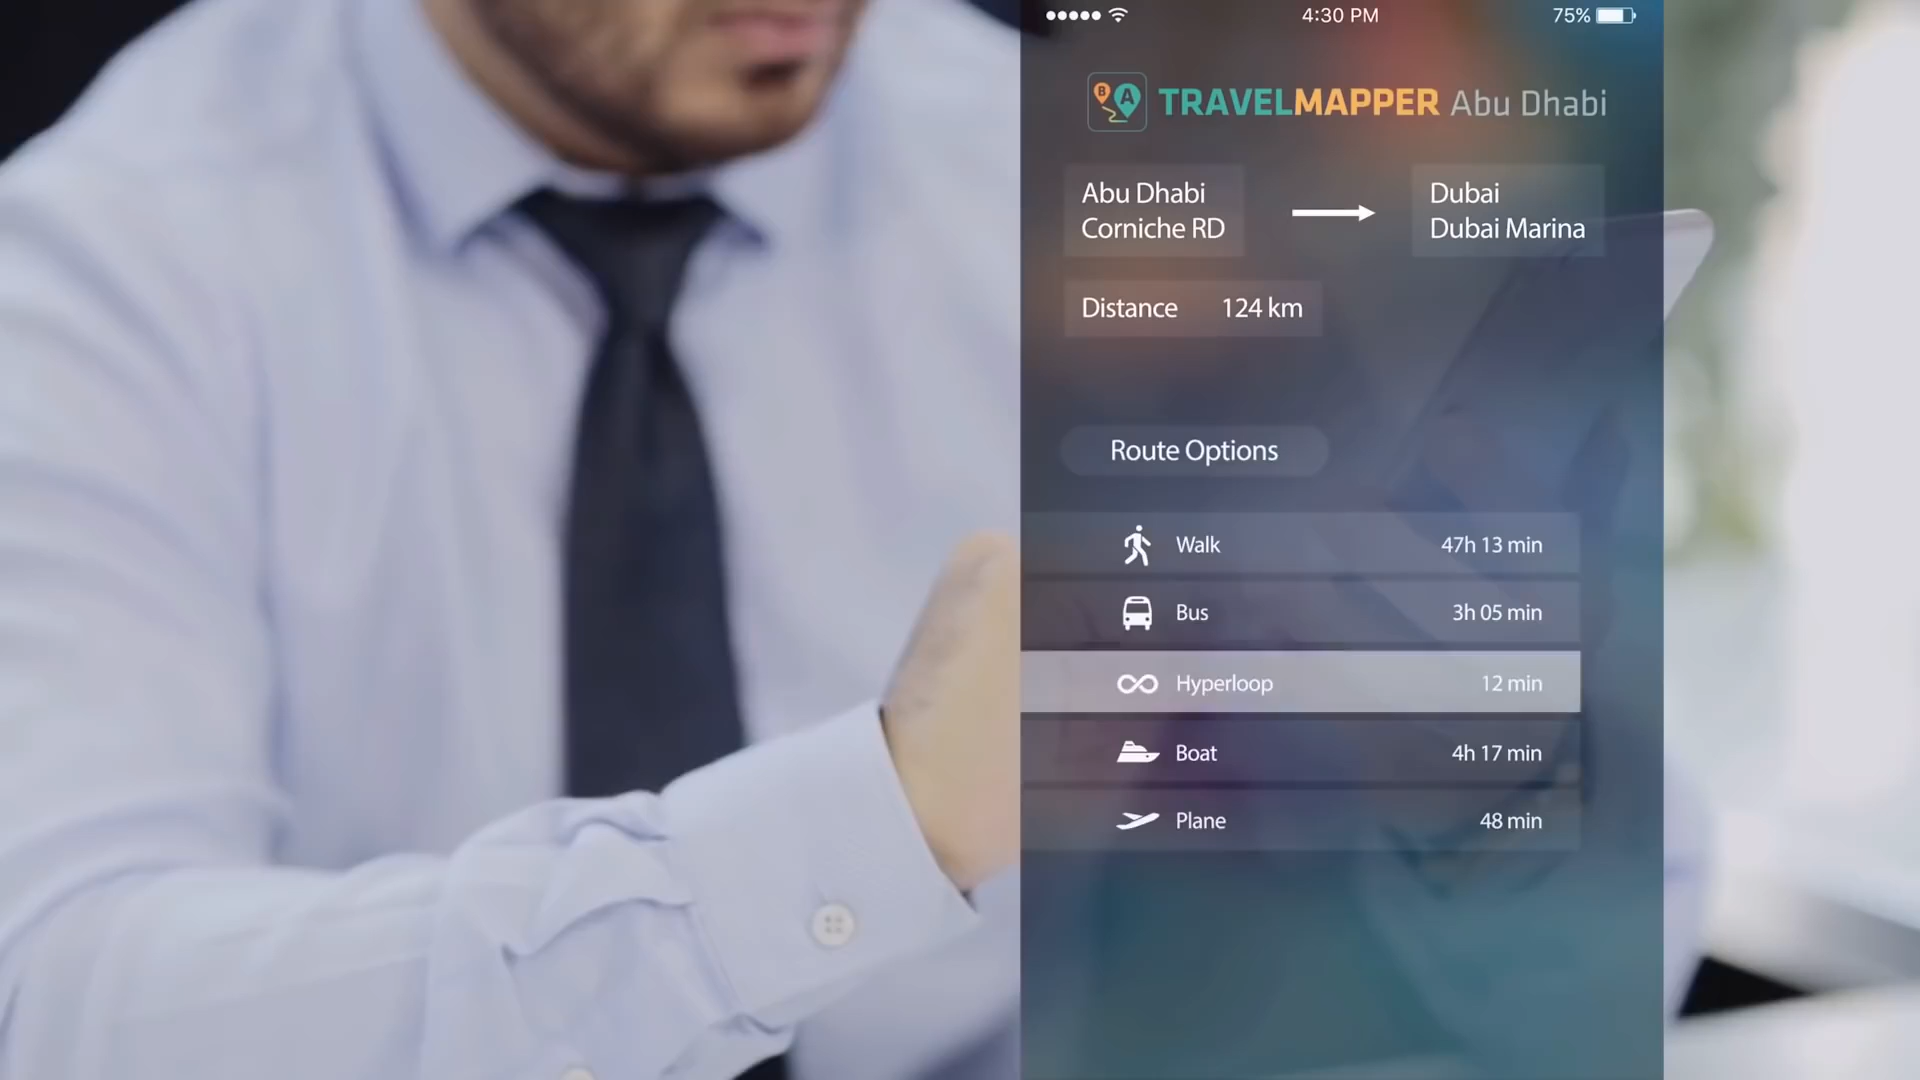 4:30 PM
75%
B A TRAVELMAPPER Abu Dhabi
Abu Dhabi
Corniche RD
Dubai
Dubai Marina
Distance 124 km
Route Options
Walk 47h 13 min
Bus 3h 05 min
Hyperloop 12 min
Boat 4h 17 min
Plane 48 min